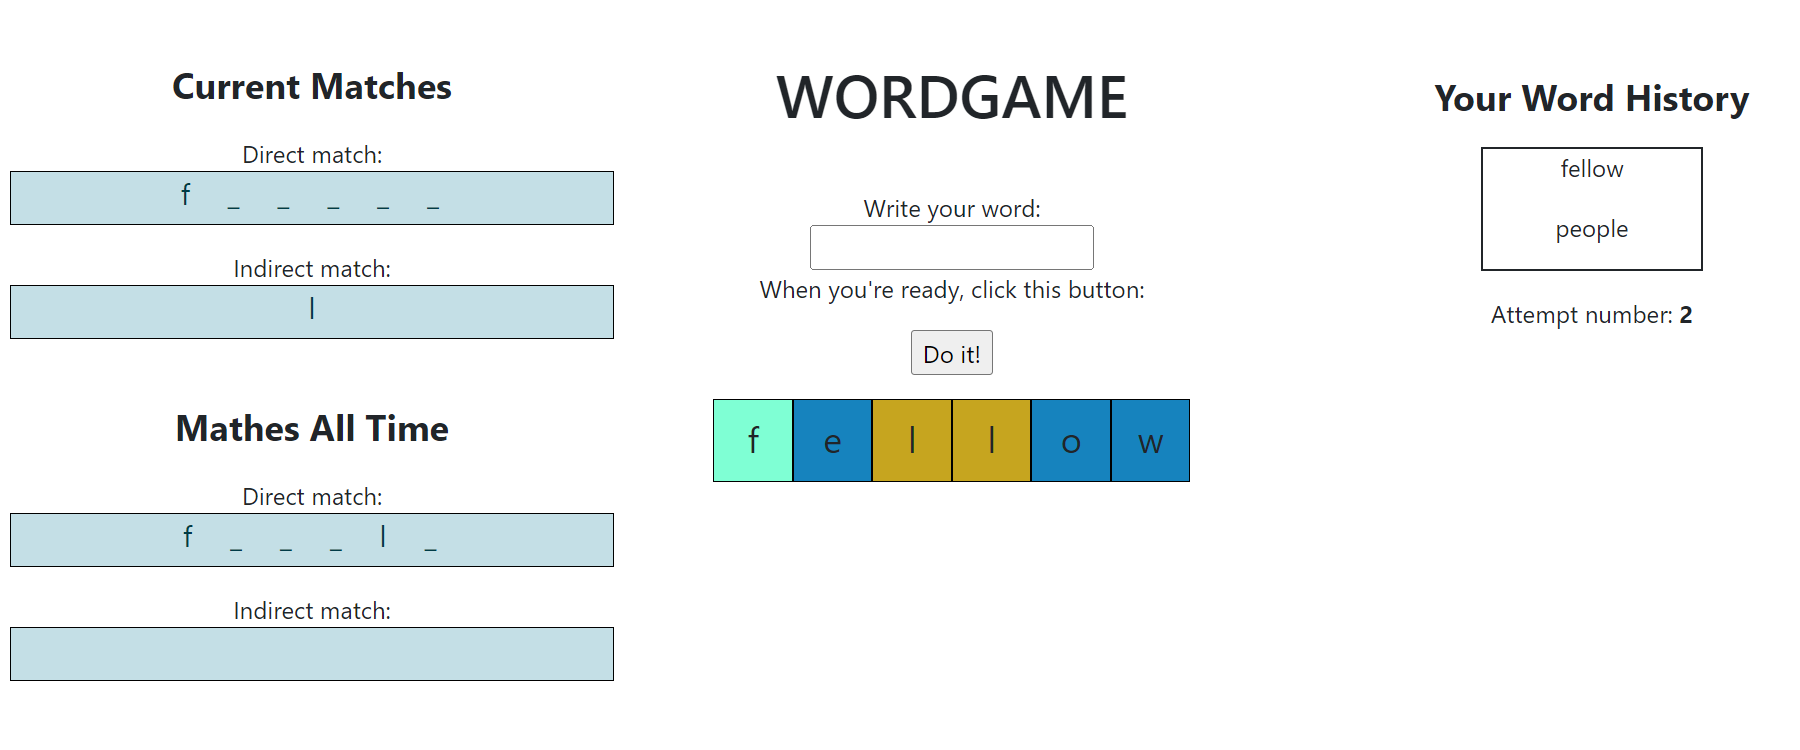 Current Matches
Direct match:
f _ _ _ _ _
Indirect match:
l
Mathes All Time
Direct match:
f _ _ _ l _
Indirect match:
WORDGAME
Write your word:
When you're ready, click this button:
Do it!
f e l l o w
Your Word History
fellow
people
Attempt number: 2